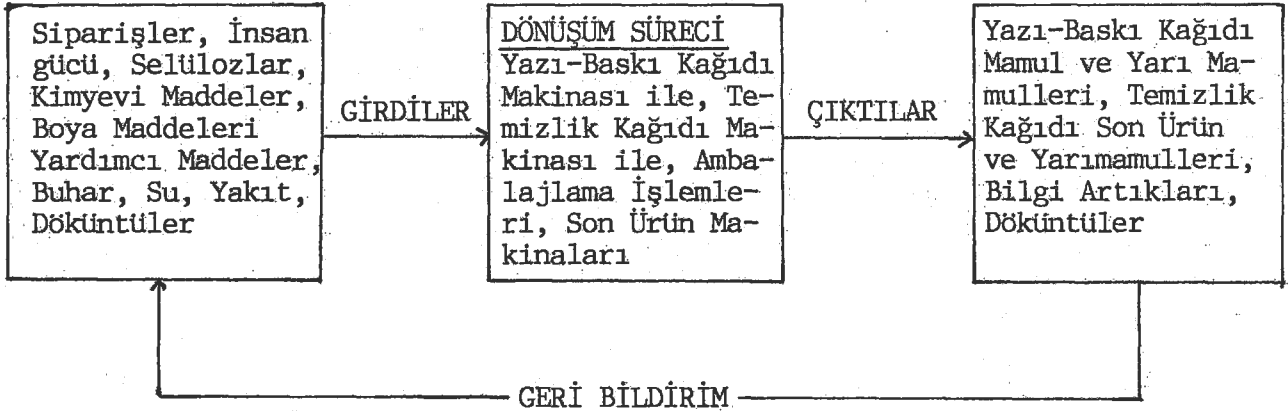 Siparişler, İnsan
gücü, Selülozlar,
Kimyevi Maddeler,
Boya Maddeleri
Yardımcı Maddeler,
Buhar, Su, Yakıt,
Döküntüler
GİRDİLER
DÖNÜŞÜM SÜRECİ
Yazı-Baskı Kağıdı
Makinası ile, Te-
mizlik Kağıdı Ma-
kinası ile, Amba-
lajlama İşlemle-
ri, Son Ürün Ma-
kinaları
ÇIKTILAR
Yazı-Baskı Kağıdı
Mamul ve Yarı Ma-
mulleri, Temizlik
Kağıdı Son Ürün
ve Yarımamulleri,
Bilgi Artıkları,
Döküntüler
GERİ BİLDİRİM